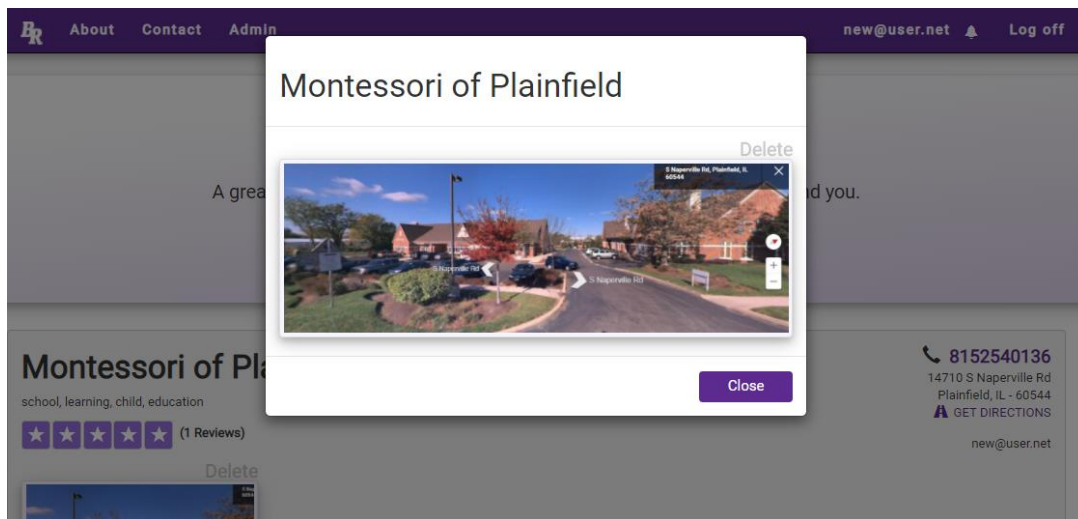 BR About Contact Admin new@user.net Log off
Montessori of Plainfield
Delete
S Naperville Rd, Plainfield, IL
60544
S Naperville Rd
S Naperville Rd
Close
A grea
nd you.
Montessori of Pla
school, learning, child, education
(1 Reviews)
Delete
8152540136
14710 S Naperville Rd
Plainfield, IL - 60544
GET DIRECTIONS
new@user.net